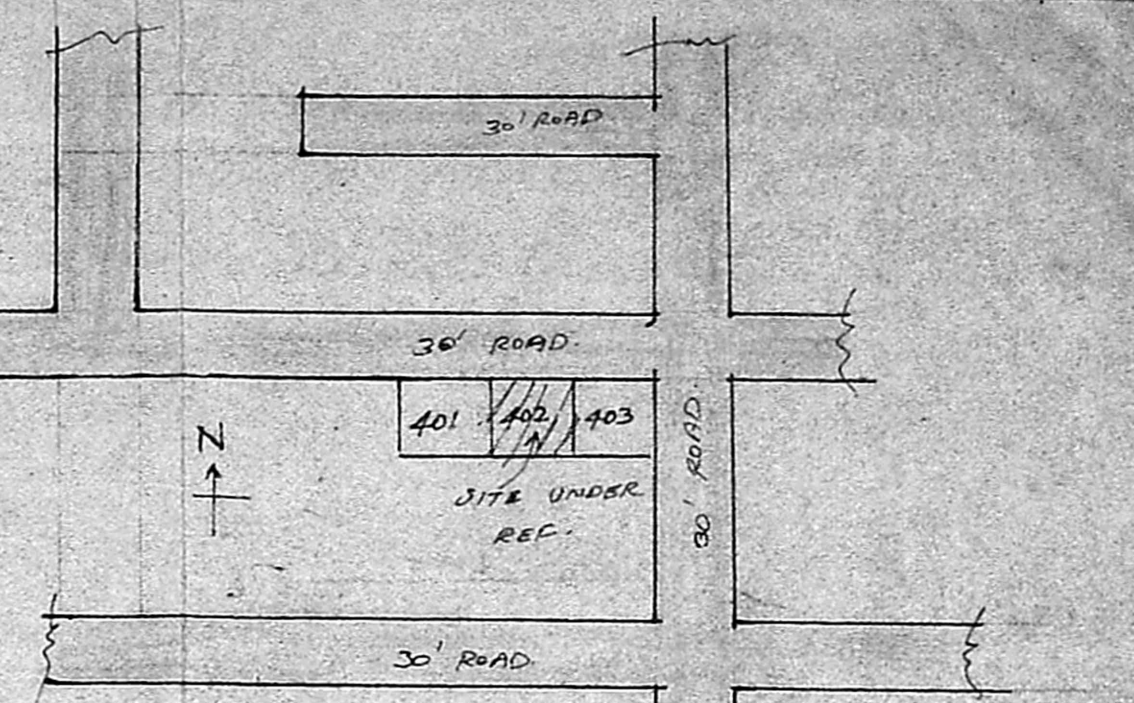 30' ROAD
30' ROAD.
401 402 403
N
30' ROAD.
SITE UNDER
REF.
30' ROAD.